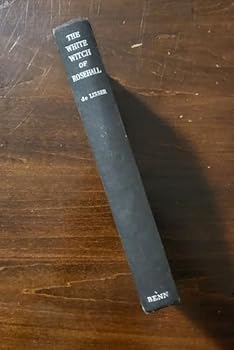 THE
WHITE
WITCH
OF
ROSEHALL
de LISSER
BENN